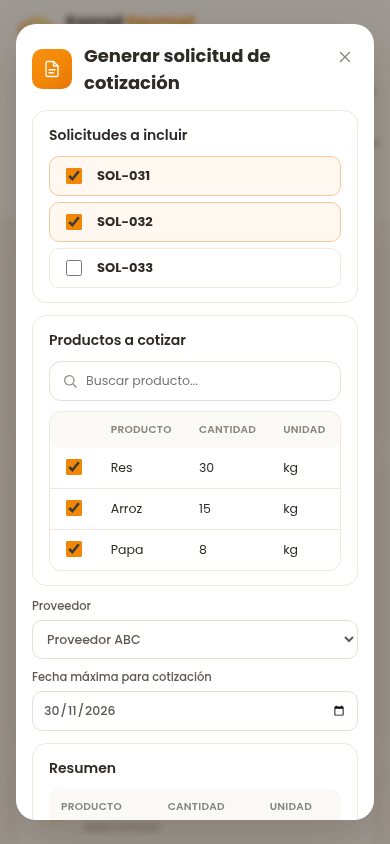 Generar solicitud de
cotización
Solicitudes a incluir
SOL-031
SOL-032
SOL-033
Productos a cotizar
Buscar producto...
PRODUCTO CANTIDAD UNIDAD
Res 30 kg
Arroz 15 kg
Papa 8 kg
Proveedor
Proveedor ABC
Fecha máxima para cotización
30/11/2026
Resumen
PRODUCTO CANTIDAD UNIDAD